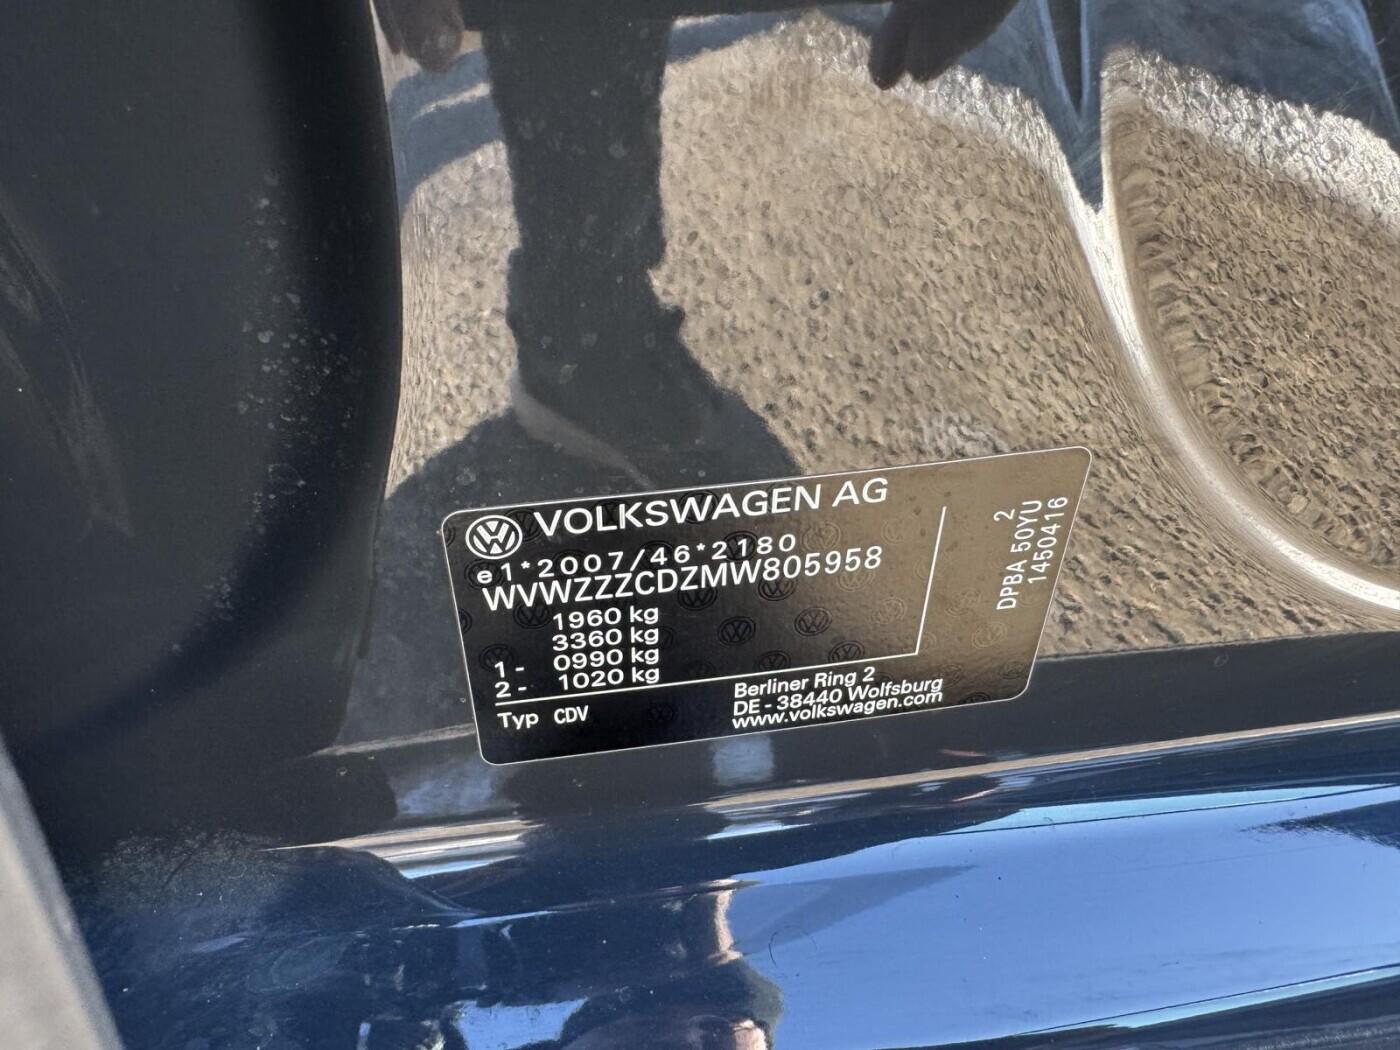 VOLKSWAGEN AG
e1*2007/46*2180
WVWZZZCDZMW805958
1960 kg
3360 kg
1- 0990 kg
2- 1020 kg
Typ CDV
Berliner Ring 2
DE-38440 Wolfsburg
www.volkswagen.com
2
DPBA 50YU
1450416